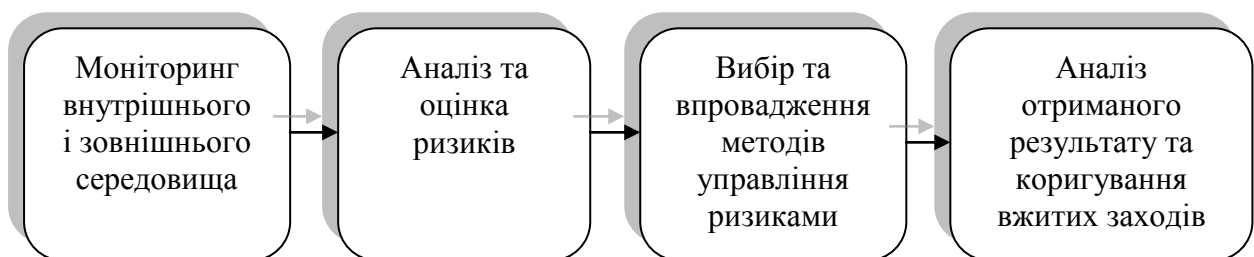 Моніторинг
внутрішнього
і зовнішнього
середовища
Аналіз та
оцінка
ризиків
Вибір та
впровадження
методів
управління
ризиками
Аналіз
отриманого
результату та
коригування
вжитих заходів